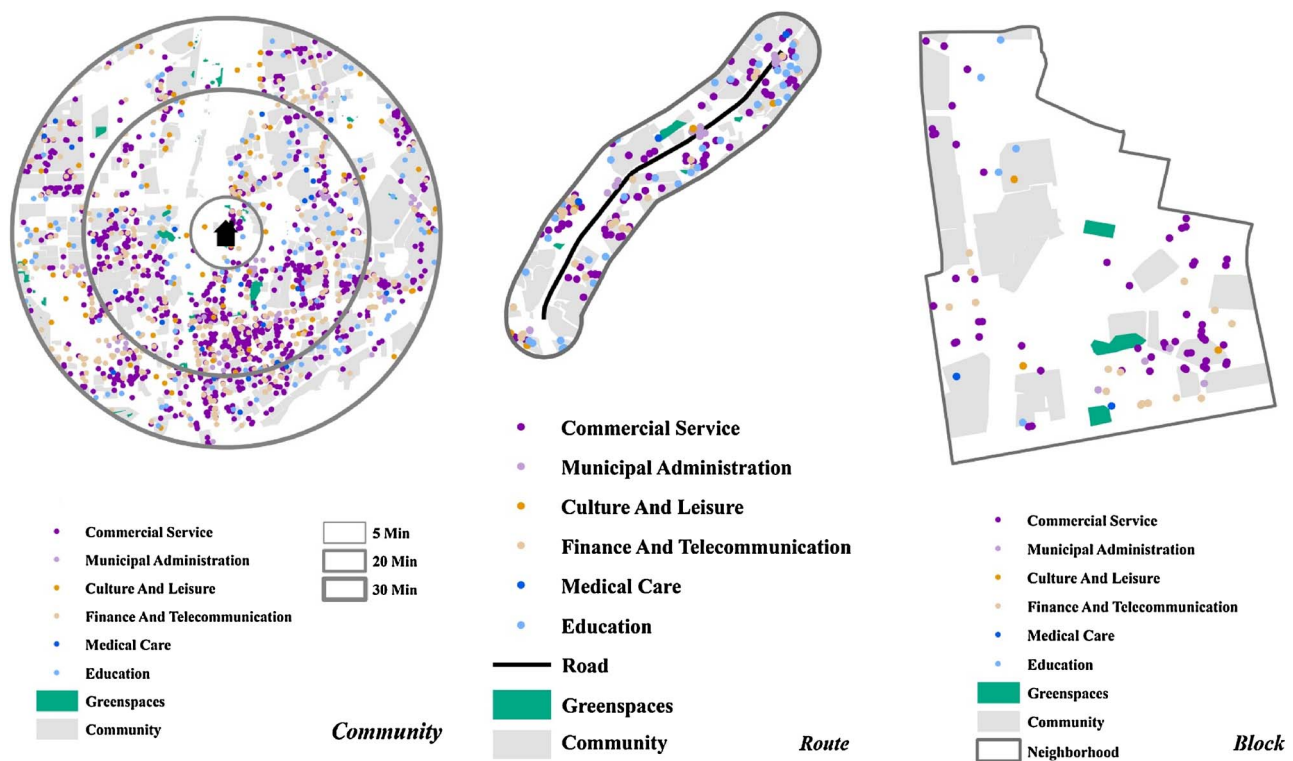 Commercial Service
Municipal Administration
Culture And Leisure
Finance And Telecommunication
Medical Care
Education
Greenspaces
Community
5 Min
20 Min
30 Min
Community
Commercial Service
Municipal Administration
Culture And Leisure
Finance And Telecommunication
Medical Care
Education
Road
Greenspaces
Community
Route
Commercial Service
Municipal Administration
Culture And Leisure
Finance And Telecommunication
Medical Care
Education
Greenspaces
Community
Neighborhood
Block